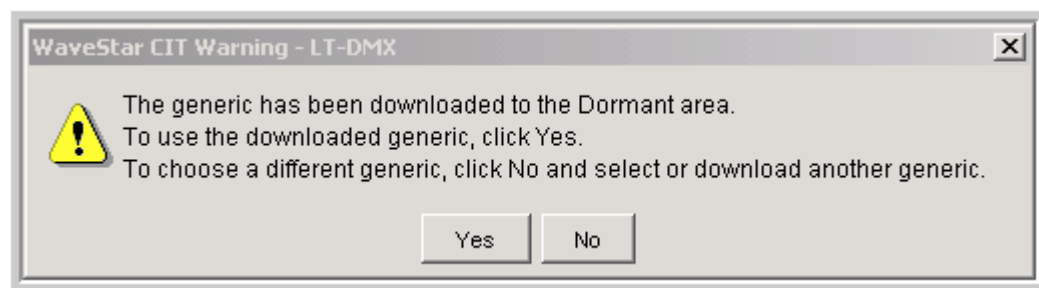 WaveStar CIT Warning - LT-DMX
The generic has been downloaded to the Dormant area.
To use the downloaded generic, click Yes.
To choose a different generic, click No and select or download another generic.
Yes No